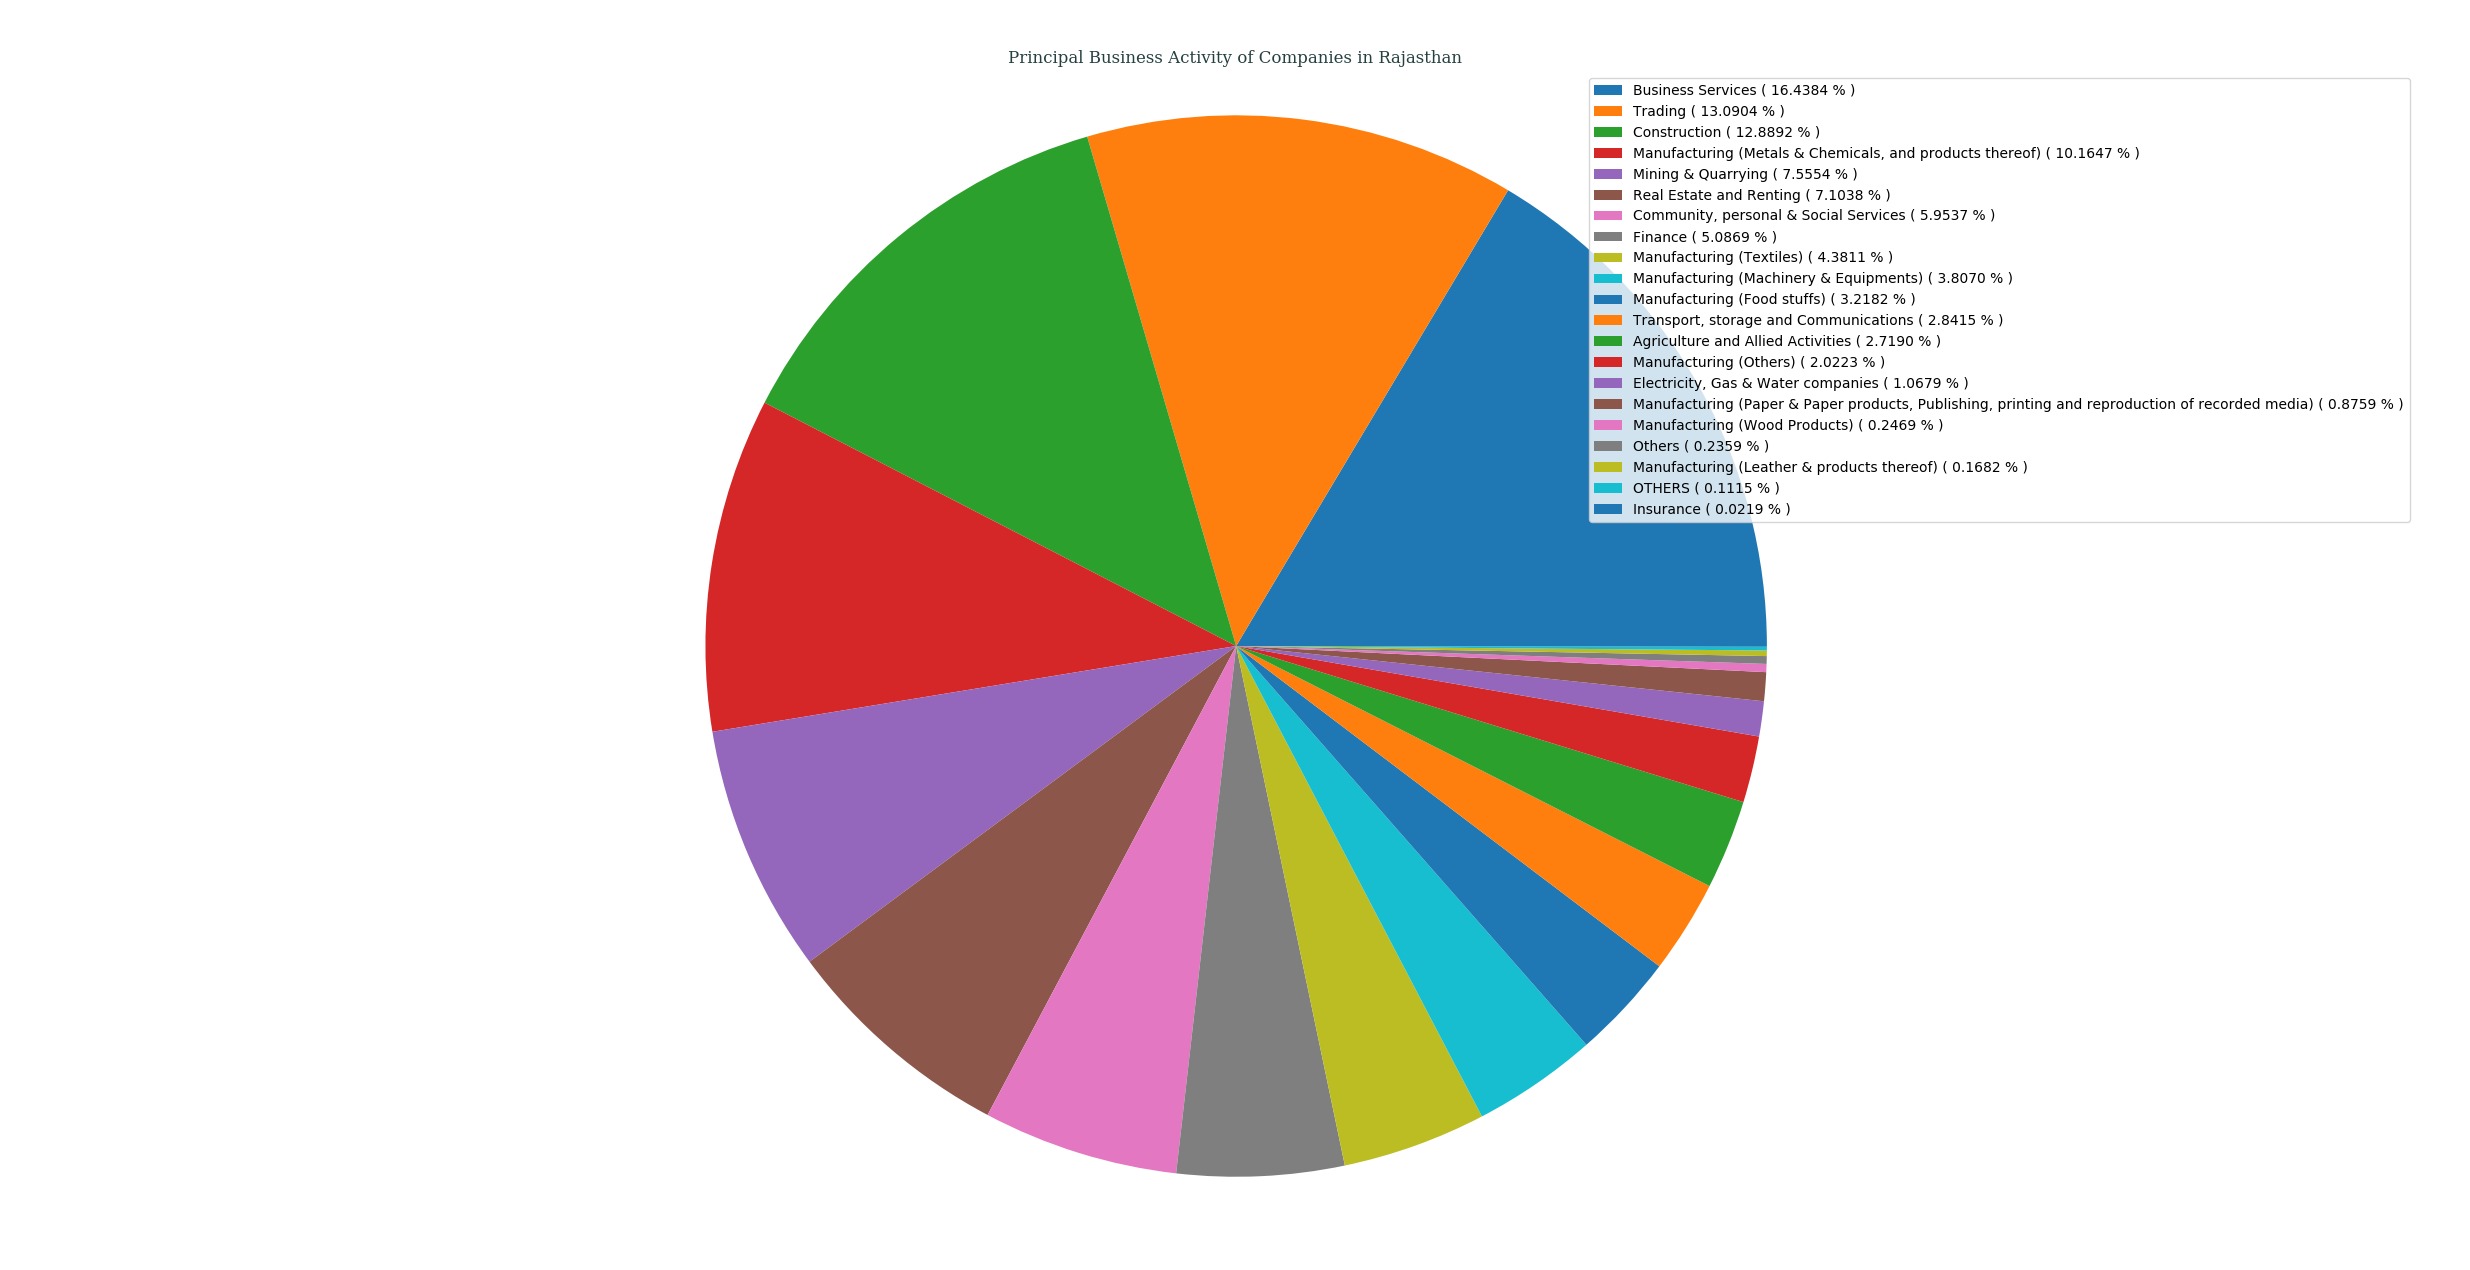 Principal Business Activity of Companies in Rajasthan
Business Services ( 16.4384 % )
Trading ( 13.0904 % )
Construction ( 12.8892 % )
Manufacturing (Metals & Chemicals, and products thereof) ( 10.1647 % )
Mining & Quarrying ( 7.5554 % )
Real Estate and Renting ( 7.1038 % )
Community, personal & Social Services ( 5.9537 % )
Finance ( 5.0869 % )
Manufacturing (Textiles) ( 4.3811 % )
Manufacturing (Machinery & Equipments) ( 3.8070 % )
Manufacturing (Food stuffs) ( 3.2182 % )
Transport, storage and Communications ( 2.8415 % )
Agriculture and Allied Activities ( 2.7190 % )
Manufacturing (Others) ( 2.0223 % )
Electricity, Gas & Water companies ( 1.0679 % )
Manufacturing (Paper & Paper products, Publishing, printing and reproduction of recorded media) ( 0.8759 % )
Manufacturing (Wood Products) ( 0.2469 % )
Others ( 0.2359 % )
Manufacturing (Leather & products thereof) ( 0.1682 % )
OTHERS ( 0.1115 % )
Insurance ( 0.0219 % )